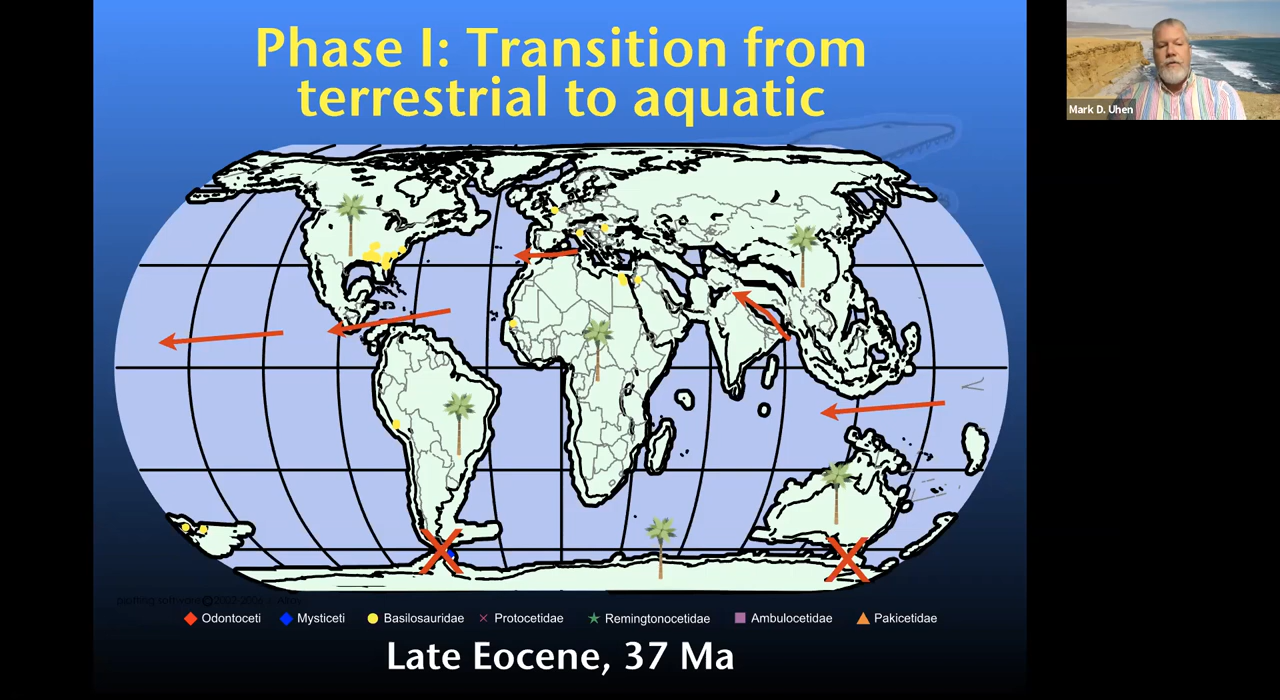 Phase I: Transition from
terrestrial to aquatic
Mark D. Uhen
Odontoceti Mysticeti Basilosauridae Protocetidae Remingtonocetidae Ambulocetidae Pakicetidae
Late Eocene, 37 Ma